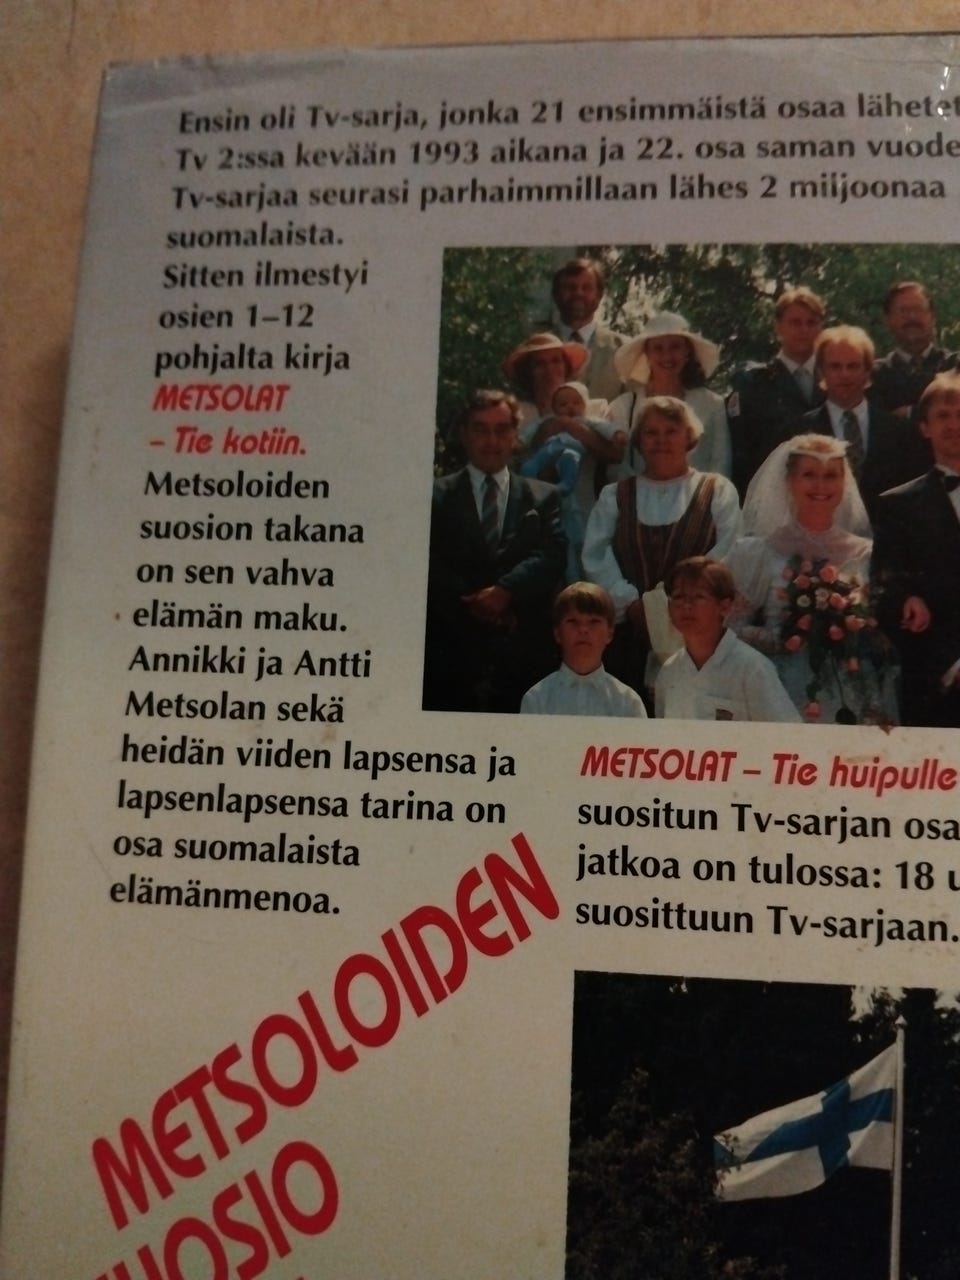 Ensin oli Tv-sarja, jonka 21 ensimmäistä osaa
Tv 2:ssa kevään 1993 aikana ja 22. osa saman
Tv-sarjaa seurasi parhaimmillaan lähes 2 miljoonaa
suomalaista.
Sitten ilmestyi
osien 1–12
pohjalta kirja
METSOLAT
– Tie kotiin.
Metsoloiden
suosion takana
on sen vahva
elämän maku.
Annikki ja Antti
Metsolan sekä
heidän viiden lapsensa ja
lapsenlapsensa tarina on
osa suomalaista
elämänmenoa.
METSOLAT – Tie huipulle
suositun Tv-sarjan
jatkoa on tulossa: 18
suosittuun Tv-sarjaan.
METSOLOIDEN